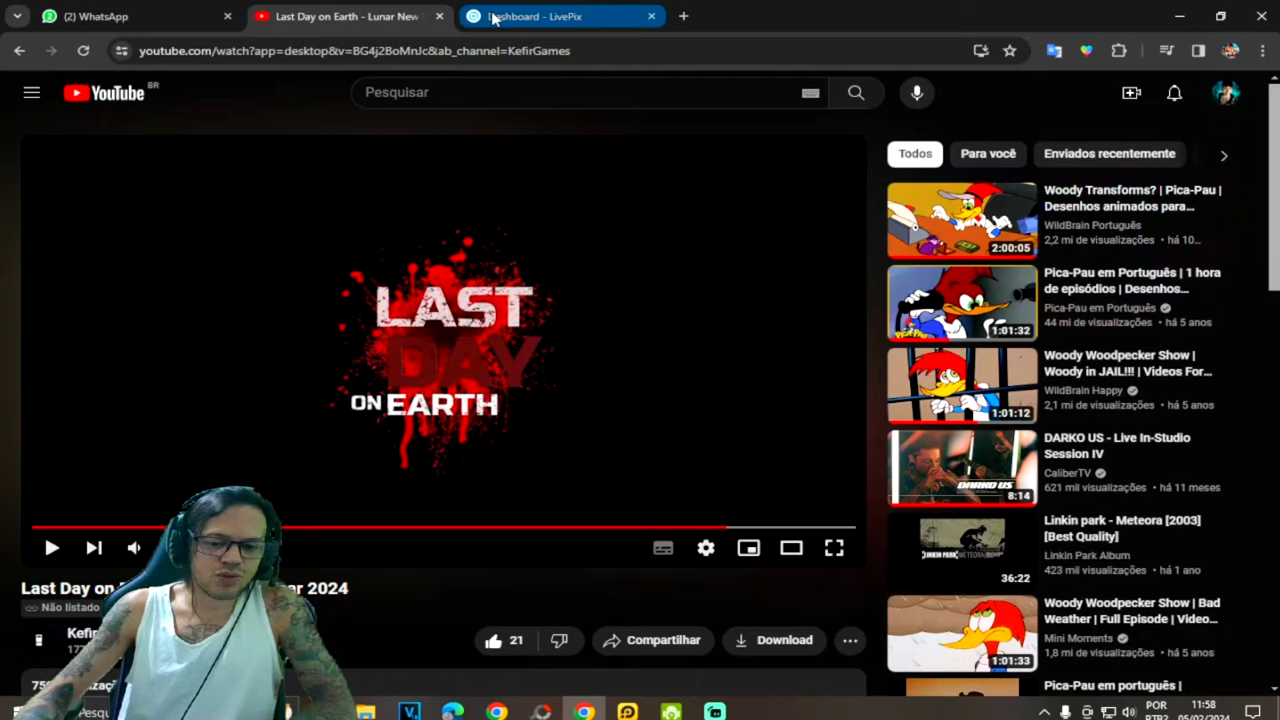 (2) WhatsApp
Last Day on Earth - Lunar New
Dashboard - LivePix
youtube.com/watch?app=desktop&v=BG4j2BoMnJc&ab_channel=KefirGames
YouTube BR
Pesquisar
LAST
DAY
ON EARTH
Todos
Para você
Enviados recentemente
Woody Transforms? | Pica-Pau |
Desenhos animados para...
WildBrain Português
2,2 mi de visualizações • há 10...
2:00:05
Pica-Pau em Português | 1 hora
de episódios | Desenhos...
Pica-Pau em Português
44 mi de visualizações • há 5 anos
1:01:32
Woody Woodpecker Show |
Woody in JAIL!!! | Videos For...
WildBrain Happy
2,1 mi de visualizações • há 5 anos
1:01:12
DARKO US - Live In-Studio
Session IV
CaliberTV
621 mil visualizações • há 11 meses
DARKO US
8:14
Linkin park - Meteora [2003]
[Best Quality]
Linkin Park Album
423 mil visualizações • há 1 ano
36:22
Woody Woodpecker Show | Bad
Weather | Full Episode | Video...
Mini Moments
1,8 mi de visualizações • há 5 anos
1:01:33
Pica-Pau em português |
Last Day on
ar 2024
Não listado
Kefir
21
Compartilhar
Download
Pesqu
POR
PTB2
11:58
05/02/2024